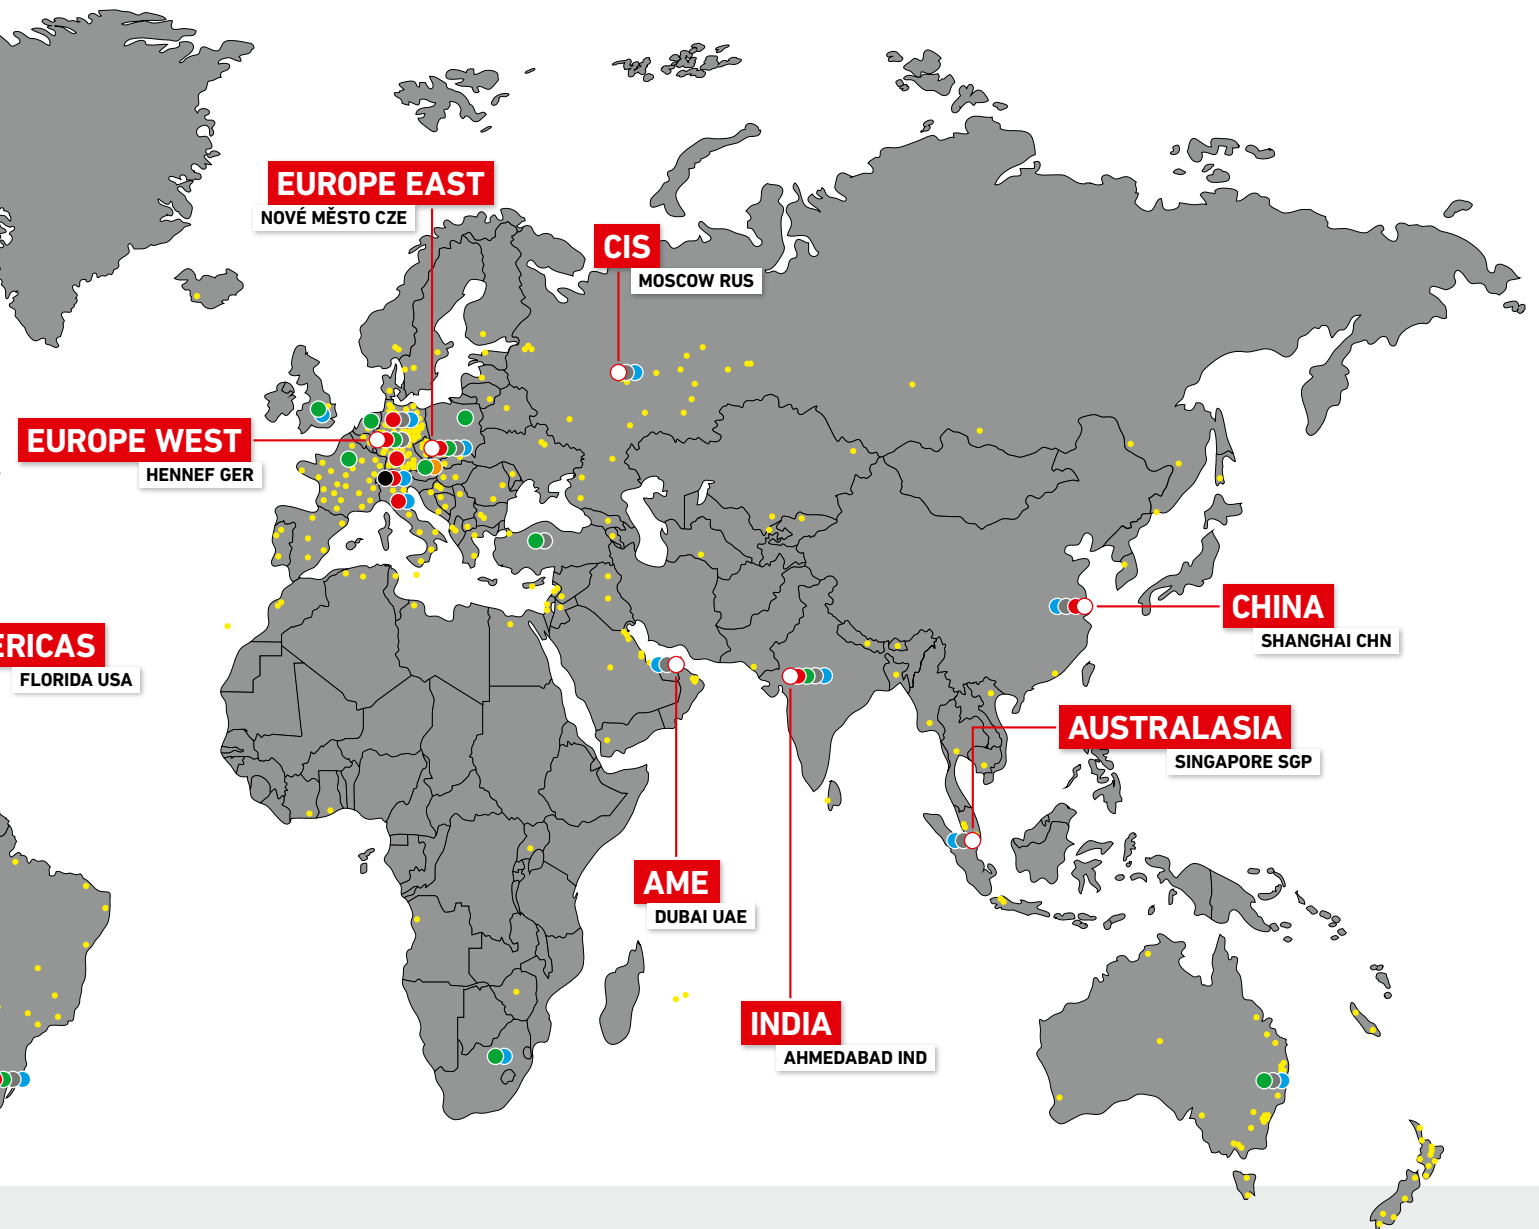 EUROPE EAST
NOVÉ MĚSTO CZE
CIS
MOSCOW RUS
EUROPE WEST
HENNEF GER
CHINA
SHANGHAI CHN
ERICAS
FLORIDA USA
AUSTRALASIA
SINGAPORE SGP
AME
DUBAI UAE
INDIA
AHMEDABAD IND